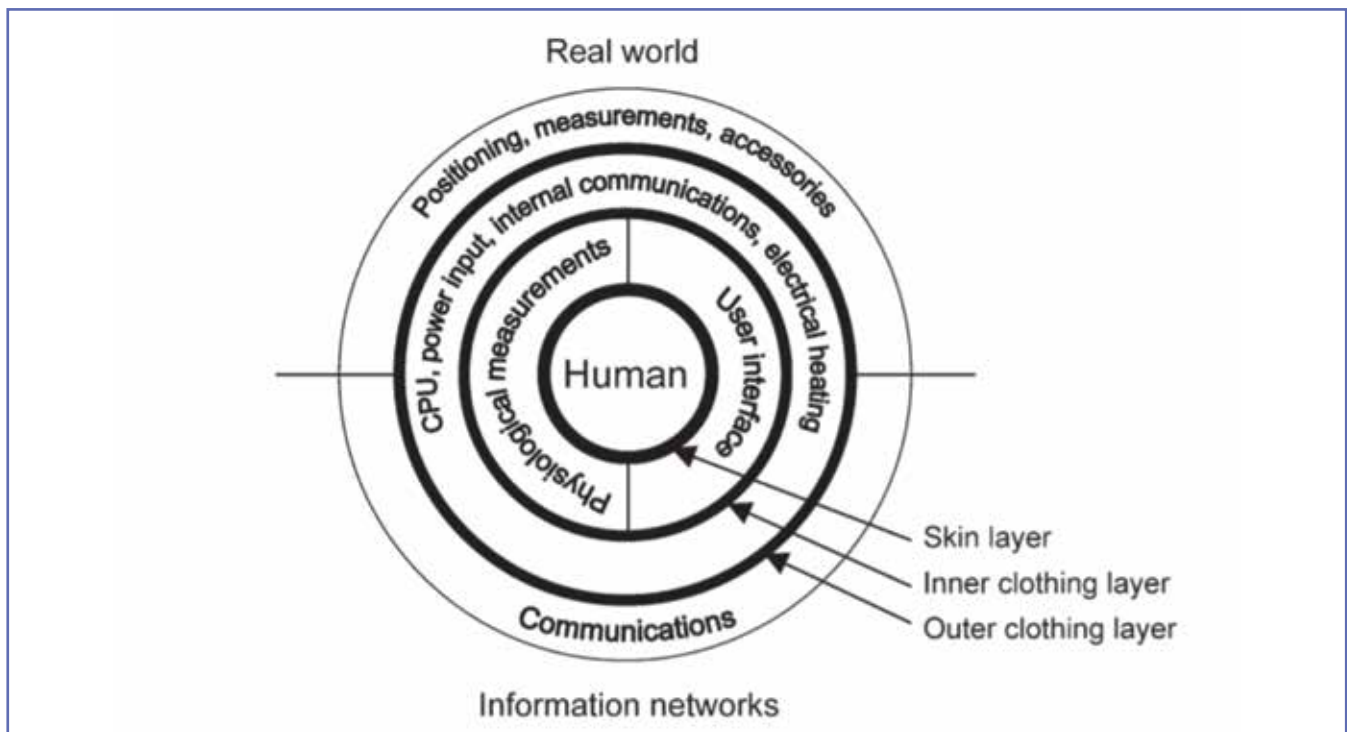 Real world
Positioning, measurements, accessories
CPU, power input, internal communications, electrical heating
Physiological measurements
User interface
Human
Skin layer
Inner clothing layer
Outer clothing layer
Communications
Information networks